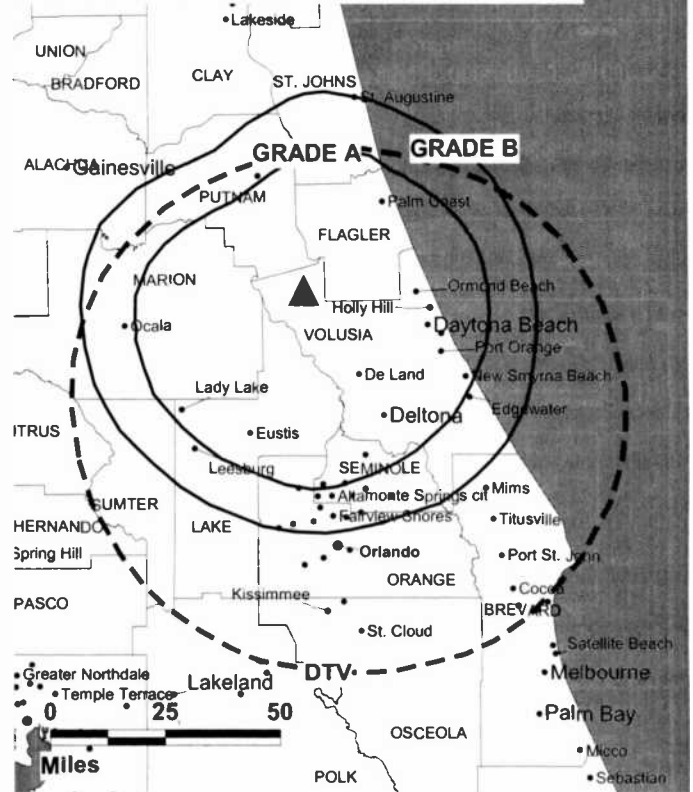 Lakeside
UNION
BRADFORD
CLAY
ST. JOHNS
St. Augustine
GRADE A
GRADE B
ALACHUA
Gainesville
PUTNAM
Palm Coast
FLAGLER
MARION
Ormond Beach
Holly Hill
Ocala
VOLUSIA
Daytona Beach
Port Orange
De Land
New Smyrna Beach
Lady Lake
Deltona
Edgewater
ITRUS
Eustis
Leesburg
SEMINOLE
SUMTER
Altamonte Springs cit
Mims
HERNANDO
LAKE
Fairview Shores
Titusville
Spring Hill
Orlando
Port St. John
ORANGE
Kissimmee
Cocoa
PASCO
BREVARD
St. Cloud
Satellite Beach
Greater Northdale
DTV
Melbourne
Temple Terrace
Lakeland
0 25 50
Palm Bay
OSCEOLA
Miles
Micco
POLK
Sebastian